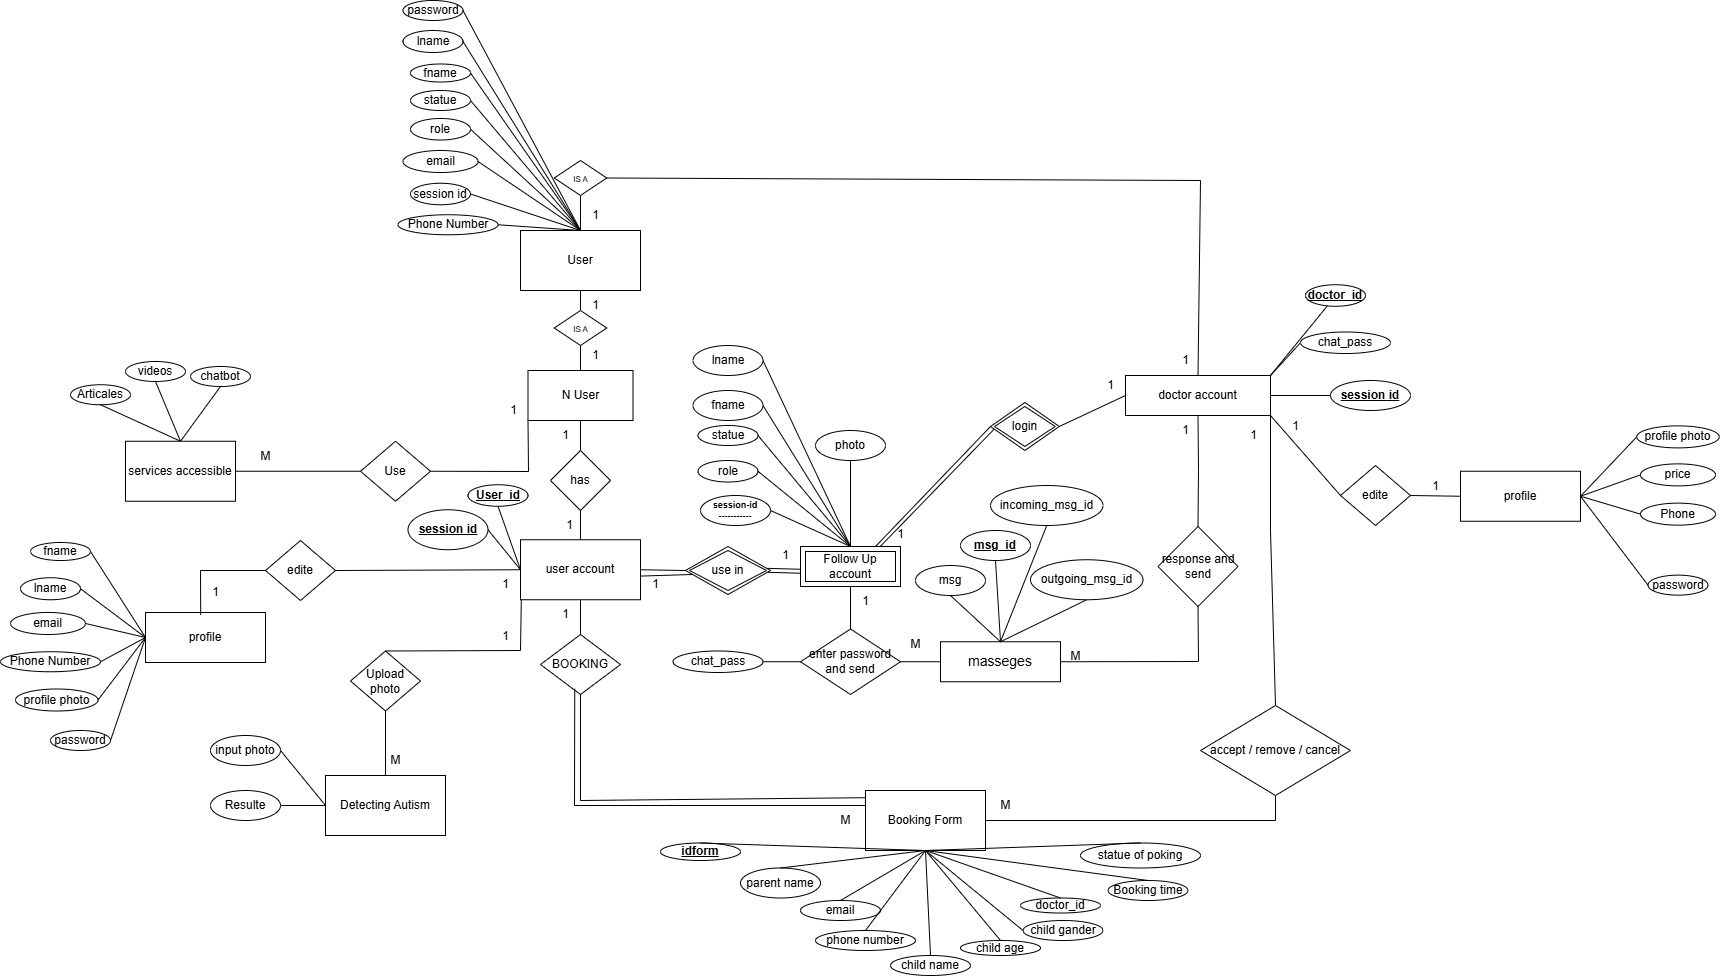 password
lname
fname
statue
role
email
session id
Phone Number
IS A
1
User
1
IS A
1
N User
1
1
has
1
Articales
videos
chatbot
services accessible
M
Use
User_id
session id
user account
1
1
1
1
edite
1
fname
lname
email
Phone Number
profile photo
password
profile
Upload
photo
M
input photo
Resulte
Detecting Autism
BOOKING
M
use in
1
lname
fname
statue
role
session-id
-----------
photo
Follow Up
account
1
1
login
1
1
doctor account
doctor_id
chat_pass
session id
1
1
1
edite
1
profile
profile photo
price
Phone
password
incoming_msg_id
msg_id
msg
outgoing_msg_id
masseges
M
M
chat_pass
enter password
and send
response and
send
accept / remove / cancel
M
Booking Form
idform
parent name
email
phone number
child name
child age
child gander
doctor_id
Booking time
statue of poking